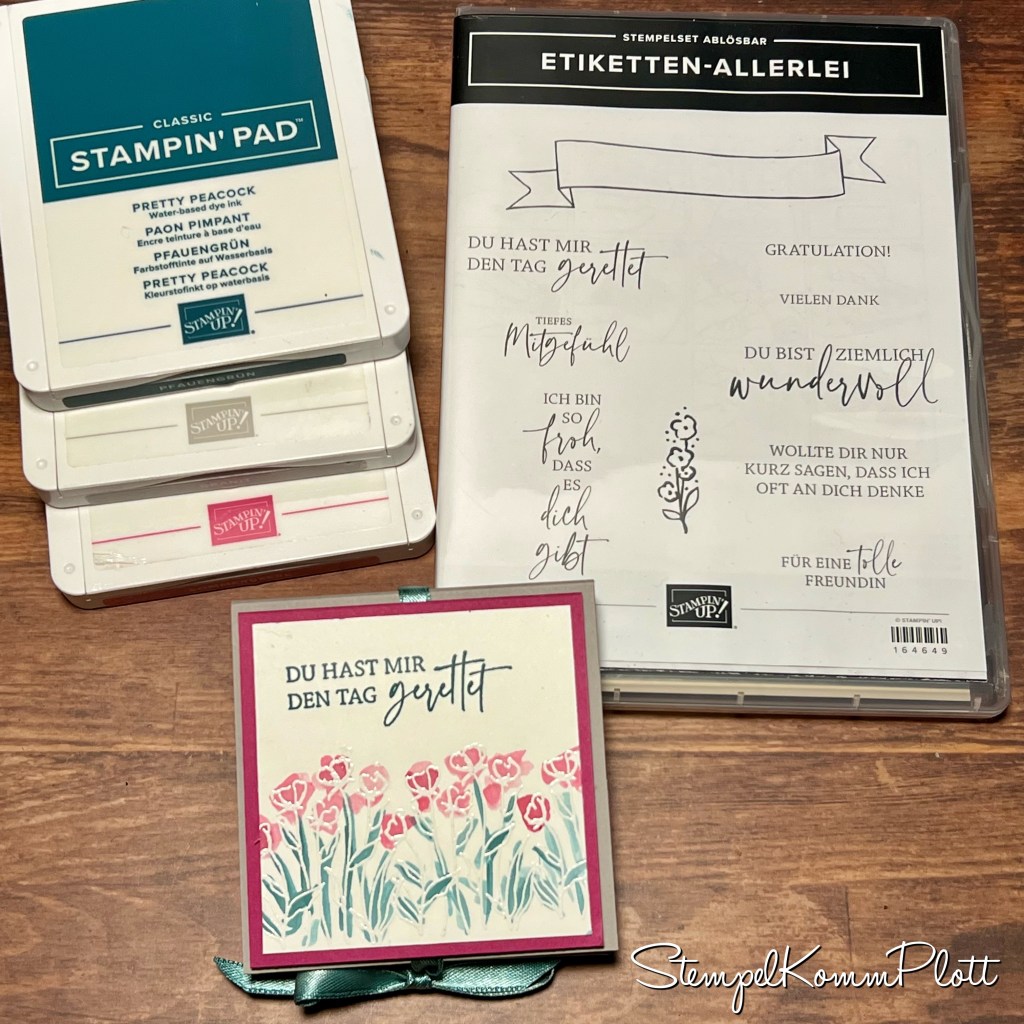 CLASSIC
STAMPIN' PAD™
PRETTY PEACOCK
Water-based dye ink
PAON PIMPANT
Encre teinture à base d'eau
PFAUENGRÜN
Farbstofftinte auf Wasserbasis
PRETTY PEACOCK
Kleurstofinkt op waterbasis
STAMPIN' UP!®
PFAUENGRÜN
STAMPIN' UP!
STAMPIN' UP!
STEMPELSET ABLÖSBAR
ETIKETTEN-ALLERLEI
DU HAST MIR
DEN TAG gerettet
TIEFES
Mitgefühl
ICH BIN
SO
froh,
DASS
ES
dich
gibt
GRATULATION!
VIELEN DANK
DU BIST ZIEMLICH
wundervoll
WOLLTE DIR NUR
KURZ SAGEN, DASS ICH
OFT AN DICH DENKE
FÜR EINE tolle
FREUNDIN
STAMPIN' UP!®
© STAMPIN' UP!
164649
DU HAST MIR
DEN TAG gerettet
StempelKommPlott